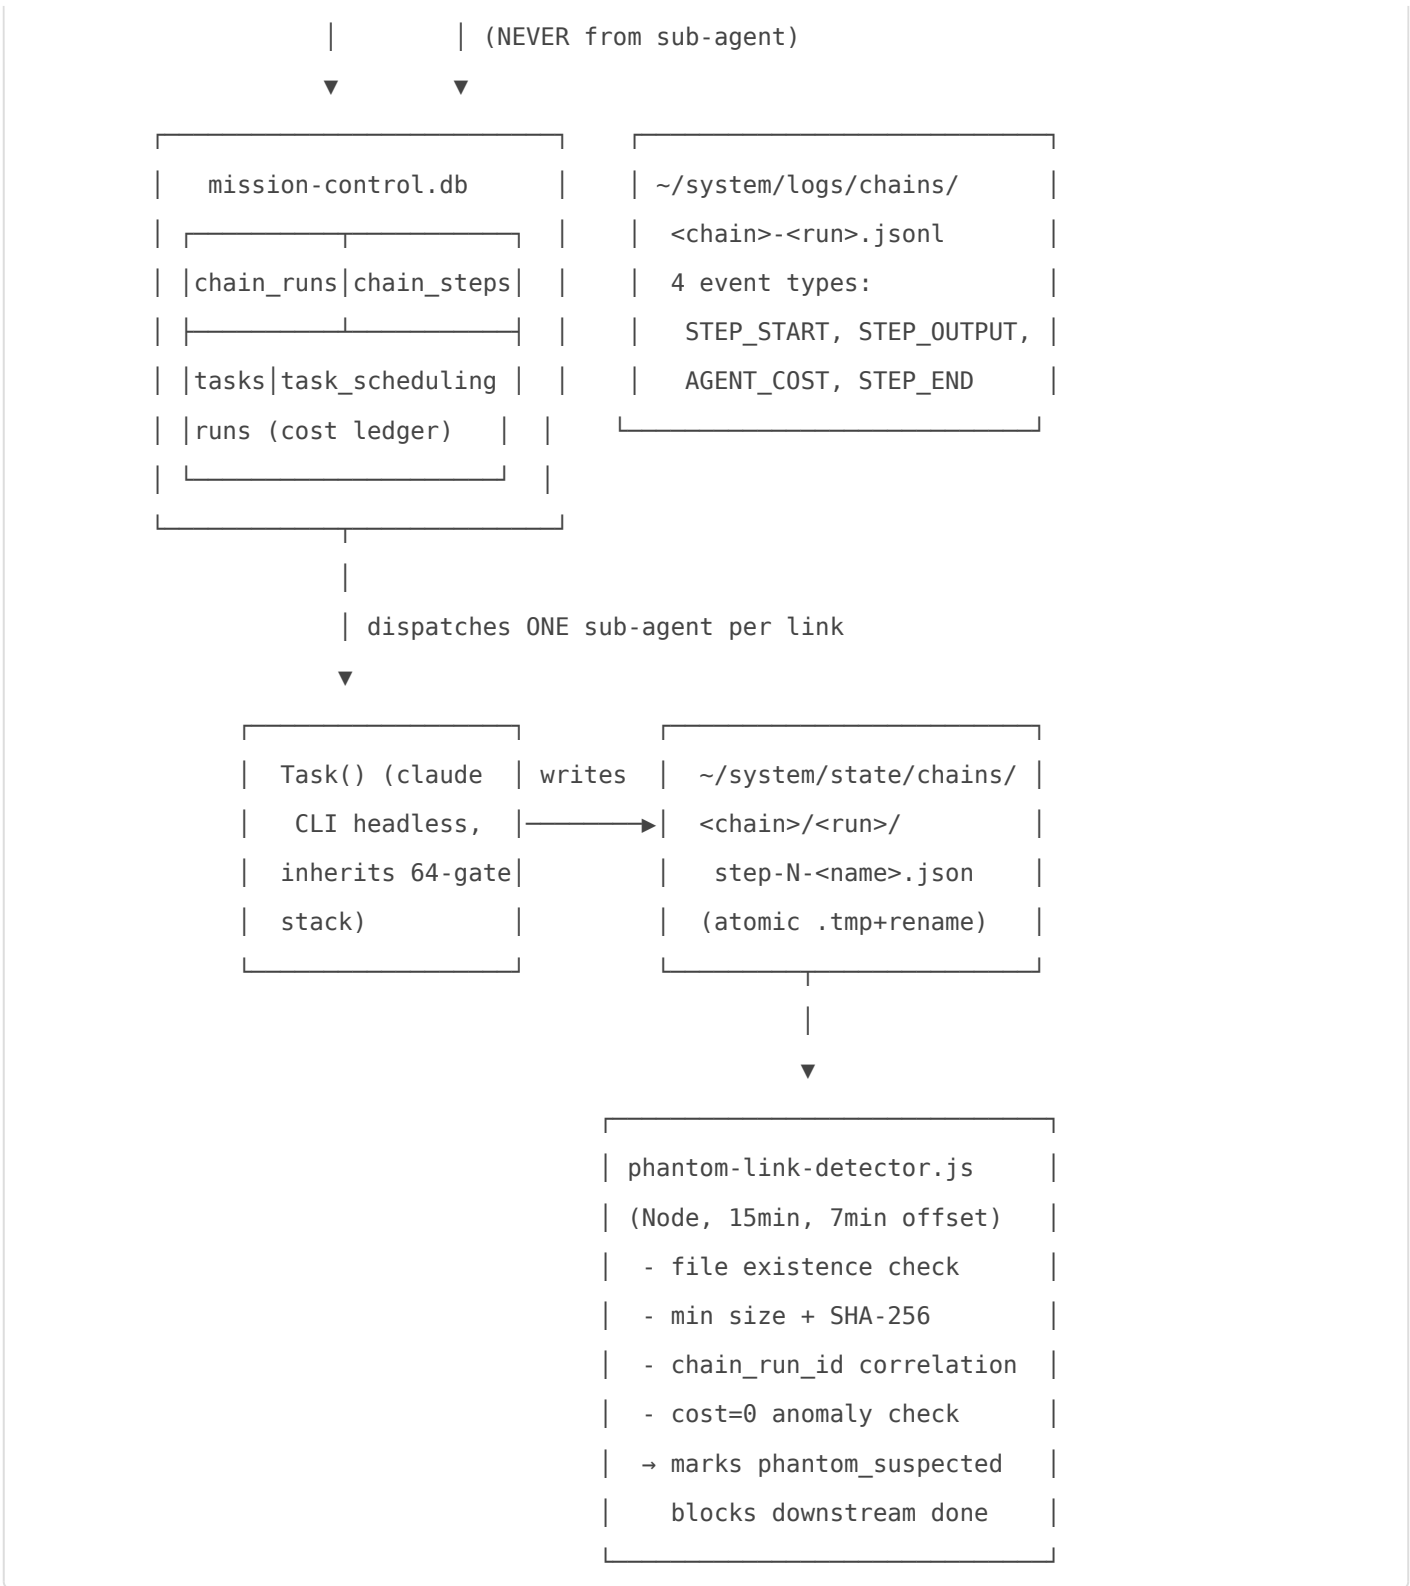 (NEVER from sub-agent)
mission-control.db
chain_runs chain_steps
tasks task_scheduling
runs (cost ledger)
~/system/logs/chains/
<chain>-<run>.jsonl
4 event types:
STEP_START, STEP_OUTPUT,
AGENT_COST, STEP_END
dispatches ONE sub-agent per link
Task() (claude
CLI headless,
inherits 64-gate
stack)
writes
~/system/state/chains/
<chain>/<run>/
step-N-<name>.json
(atomic .tmp+rename)
phantom-link-detector.js
(Node, 15min, 7min offset)
- file existence check
- min size + SHA-256
- chain_run_id correlation
- cost=0 anomaly check
→ marks phantom_suspected
blocks downstream done